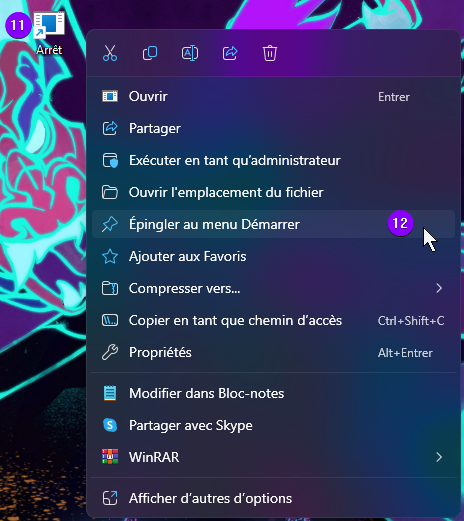 11
Arrêt
Ouvrir Entrer
Partager
Exécuter en tant qu'administrateur
Ouvrir l'emplacement du fichier
Épingler au menu Démarrer 12
Ajouter aux Favoris
Compresser vers...
Copier en tant que chemin d'accès Ctrl+Shift+C
Propriétés Alt+Entrer
Modifier dans Bloc-notes
Partager avec Skype
WinRAR
Afficher d'autres d'options